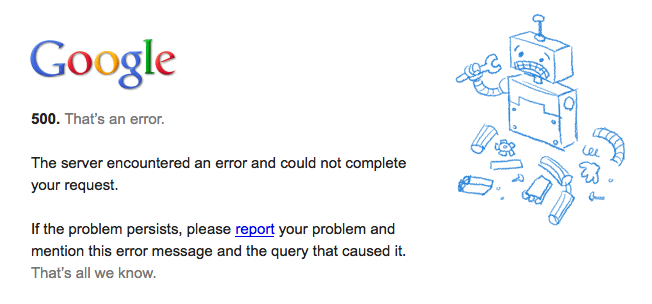 Google
500. That's an error.
The server encountered an error and could not complete
your request.
If the problem persists, please report your problem and
mention this error message and the query that caused it.
That's all we know.